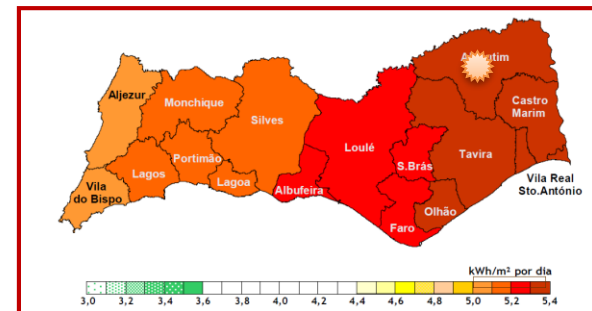 Aljezur
Monchique
Silves
Castro
Marim
Loulé
Portimão
S.Brás
Tavira
Lagos
Lagoa
Vila
do Bispo
Albufeira
Vila Real
Sto.António
Olhão
Faro
kWh/m² por dia
3,0 3,2 3,4 3,6 3,8 4,0 4,2 4,4 4,6 4,8 5,0 5,2 5,4